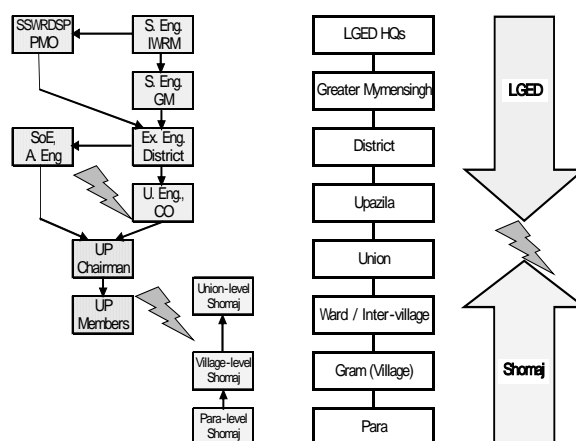 SSWRDSP
PMO
S. Eng.
IWRM
S. Eng.
GM
SoE,
A. Eng
Ex. Eng.
District
U. Eng.,
CO
UP
Chairman
UP
Members
Union-level
Shomaj
Village-level
Shomaj
Para-level
Shomaj
LGED HQs
Greater Mymensingh
District
Upazila
Union
Ward / Inter-village
Gram (Village)
Para
LGED
Shomaj